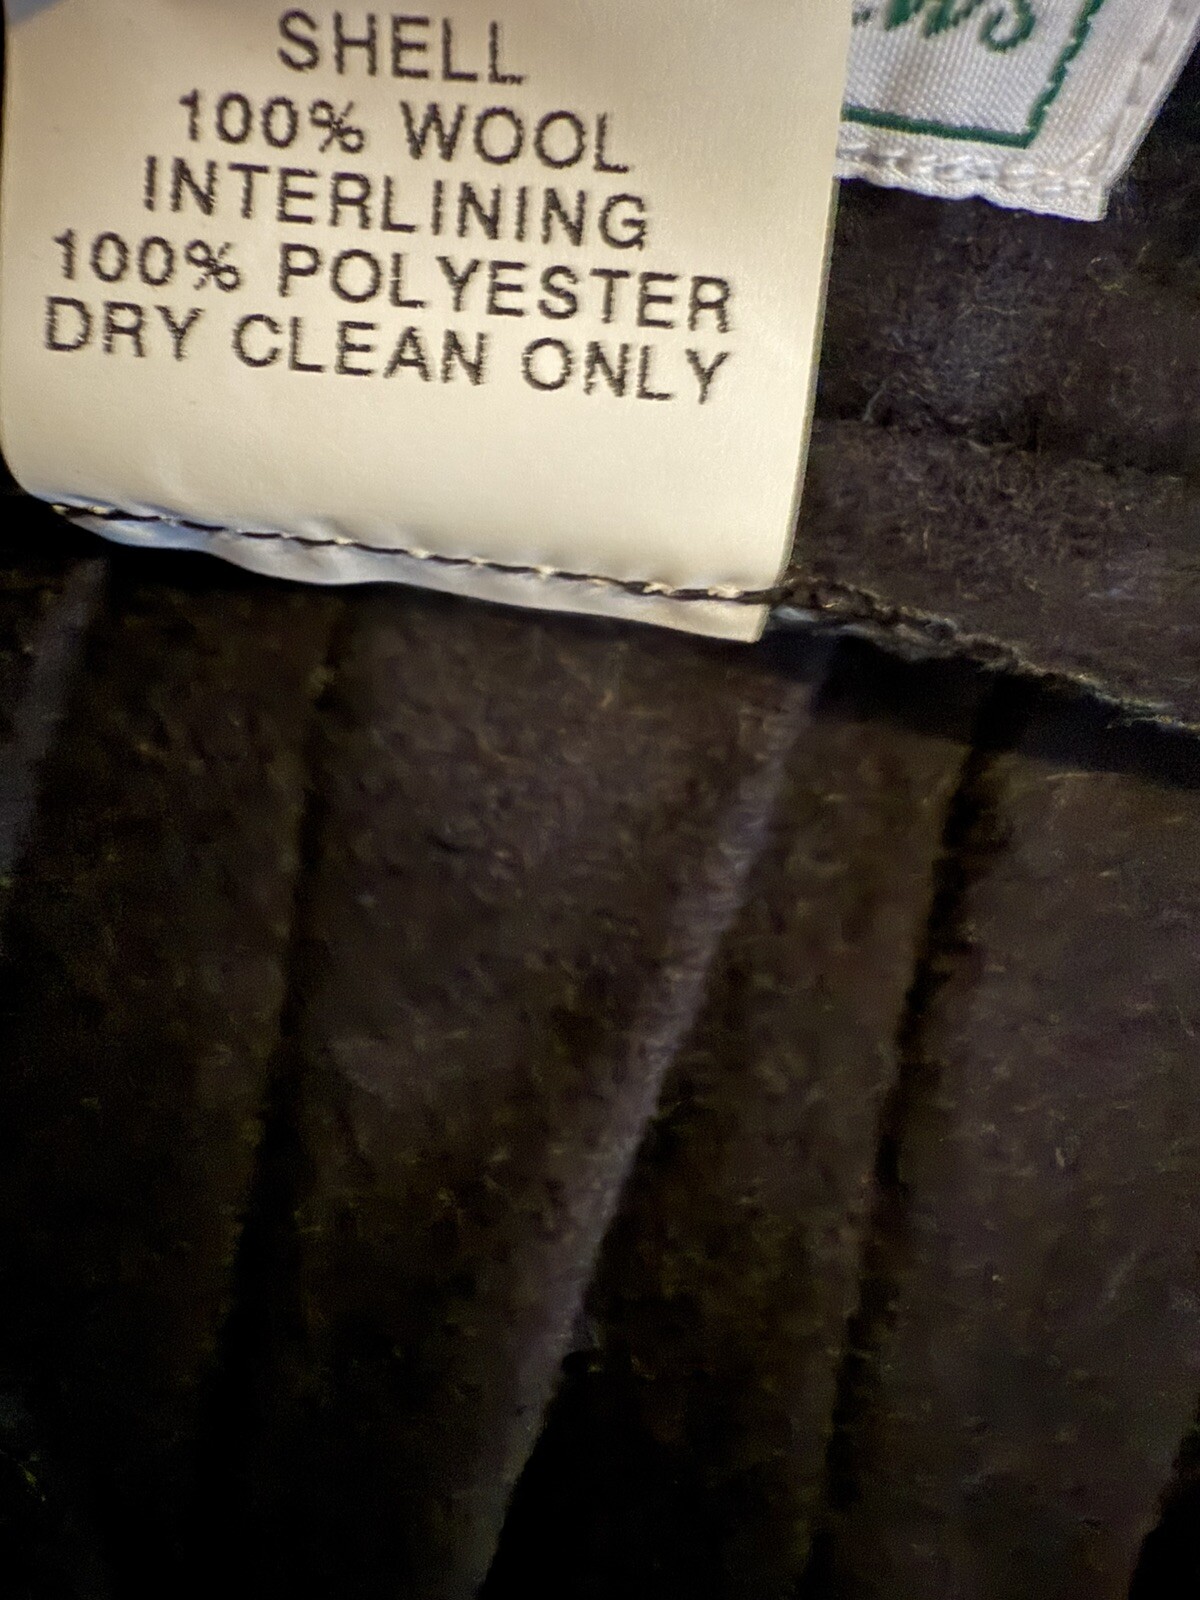 SHELL
100% WOOL
INTERLINING
100% POLYESTER
DRY CLEAN ONLY